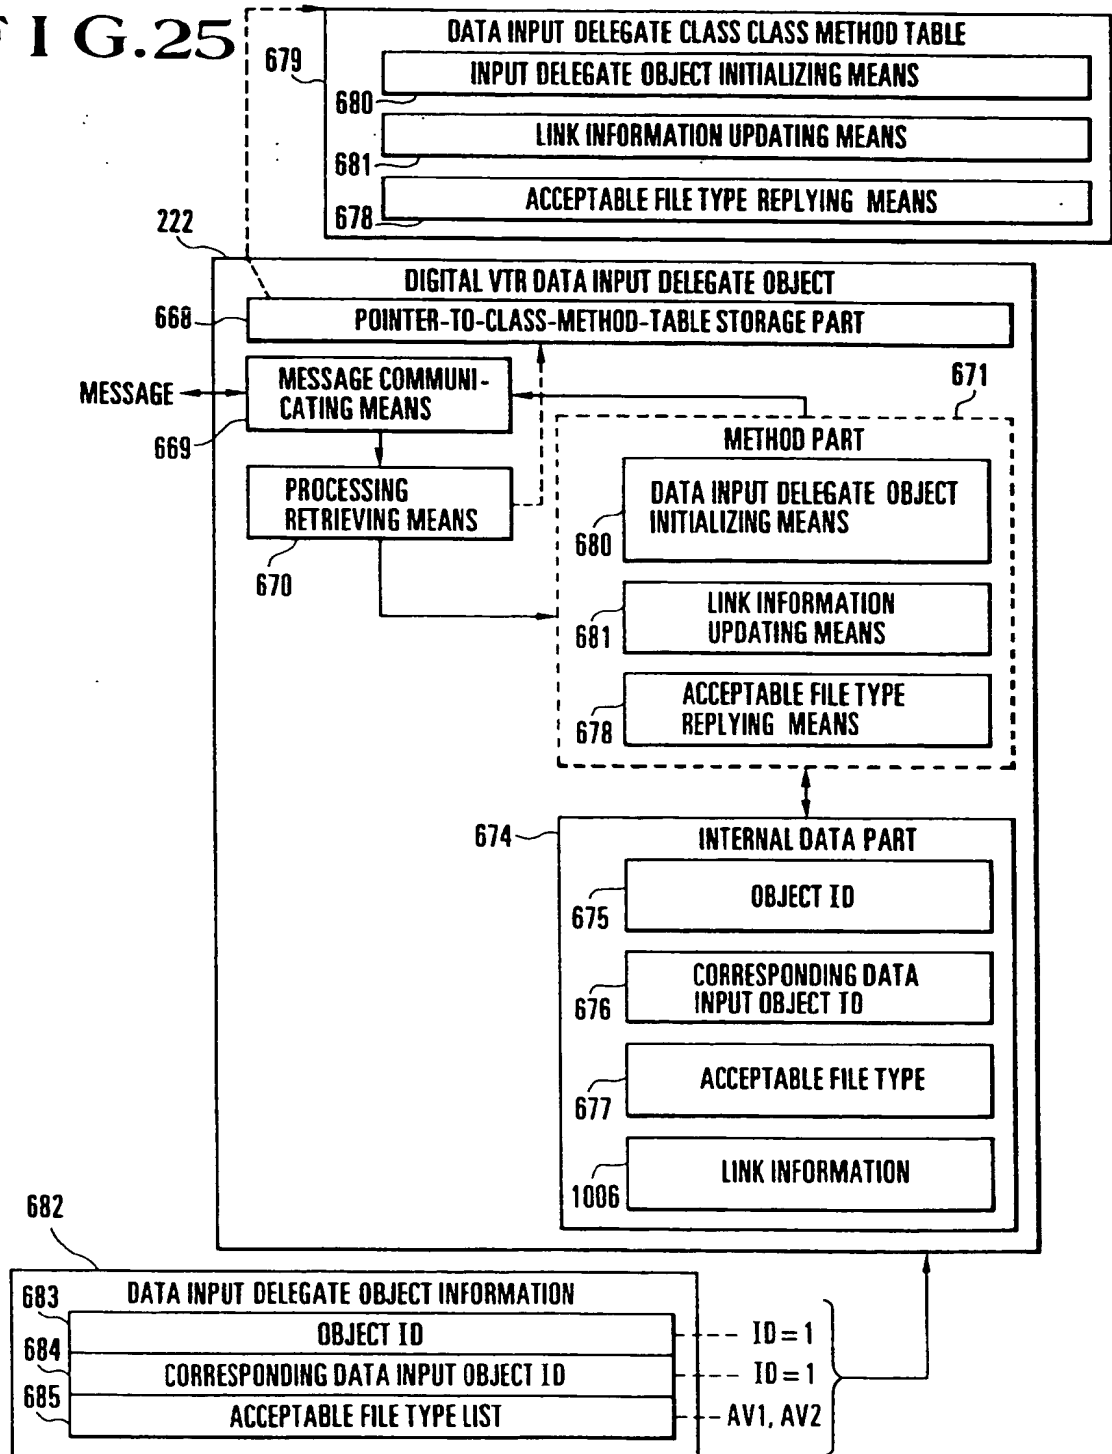 FIG.25
DATA INPUT DELEGATE CLASS CLASS METHOD TABLE
679
INPUT DELEGATE OBJECT INITIALIZING MEANS
680
LINK INFORMATION UPDATING MEANS
681
ACCEPTABLE FILE TYPE REPLYING MEANS
678
222
DIGITAL VTR DATA INPUT DELEGATE OBJECT
668
POINTER-TO-CLASS-METHOD-TABLE STORAGE PART
MESSAGE
MESSAGE COMMUNI-
CATING MEANS
669
671
METHOD PART
PROCESSING
RETRIEVING MEANS
670
DATA INPUT DELEGATE OBJECT
INITIALIZING MEANS
680
LINK INFORMATION
UPDATING MEANS
681
ACCEPTABLE FILE TYPE
REPLYING MEANS
678
674
INTERNAL DATA PART
OBJECT ID
675
CORRESPONDING DATA
INPUT OBJECT ID
676
ACCEPTABLE FILE TYPE
677
LINK INFORMATION
1006
682
DATA INPUT DELEGATE OBJECT INFORMATION
683
OBJECT ID
ID=1
684
CORRESPONDING DATA INPUT OBJECT ID
ID=1
685
ACCEPTABLE FILE TYPE LIST
AV1, AV2